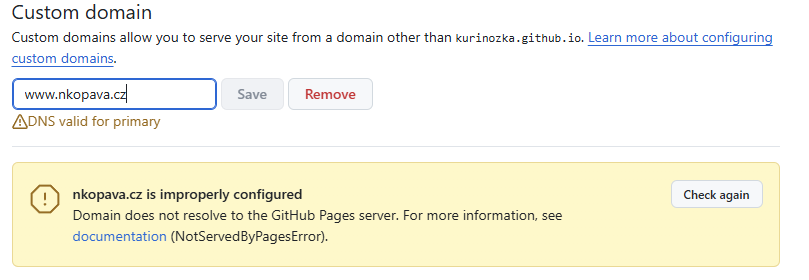 Custom domain
Custom domains allow you to serve your site from a domain other than kurinozka.github.io. Learn more about configuring
custom domains.
www.nkopava.cz
Save
Remove
DNS valid for primary
nkopava.cz is improperly configured
Domain does not resolve to the GitHub Pages server. For more information, see
documentation (NotServedByPagesError).
Check again